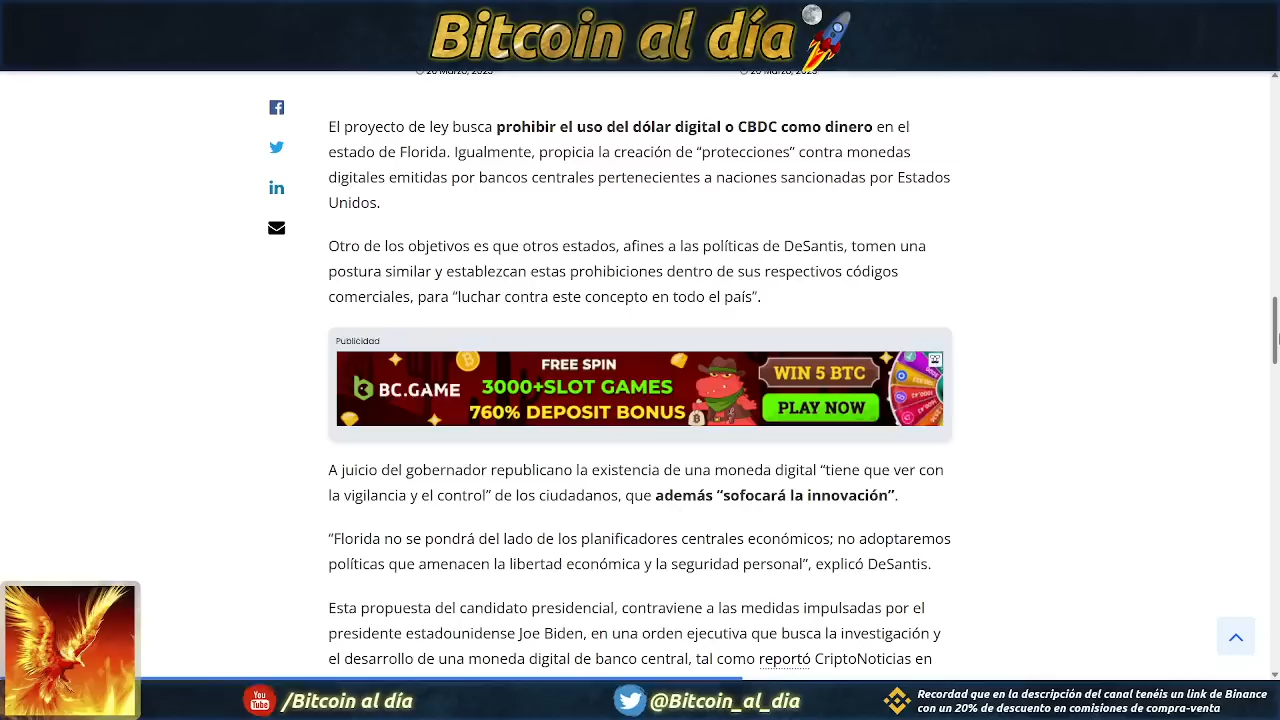 Bitcoin al día
20 Marzo, 2023
20 Marzo, 2023
El proyecto de ley busca prohibir el uso del dólar digital o CBDC como dinero en el
estado de Florida. Igualmente, propicia la creación de “protecciones” contra monedas
digitales emitidas por bancos centrales pertenecientes a naciones sancionadas por Estados
Unidos.
Otro de los objetivos es que otros estados, afines a las políticas de DeSantis, tomen una
postura similar y establezcan estas prohibiciones dentro de sus respectivos códigos
comerciales, para “luchar contra este concepto en todo el país”.
Publicidad
BC.GAME
FREE SPIN
3000+SLOT GAMES
760% DEPOSIT BONUS
WIN 5 BTC
PLAY NOW
A juicio del gobernador republicano la existencia de una moneda digital “tiene que ver con
la vigilancia y el control” de los ciudadanos, que además “sofocará la innovación”.
“Florida no se pondrá del lado de los planificadores centrales económicos; no adoptaremos
políticas que amenacen la libertad económica y la seguridad personal”, explicó DeSantis.
Esta propuesta del candidato presidencial, contraviene a las medidas impulsadas por el
presidente estadounidense Joe Biden, en una orden ejecutiva que busca la investigación y
el desarrollo de una moneda digital de banco central, tal como reportó CriptoNoticias en
You Tube /Bitcoin al día
@Bitcoin_al_dia
Recordad que en la descripción del canal tenéis un link de Binance
con un 20% de descuento en comisiones de compra-venta